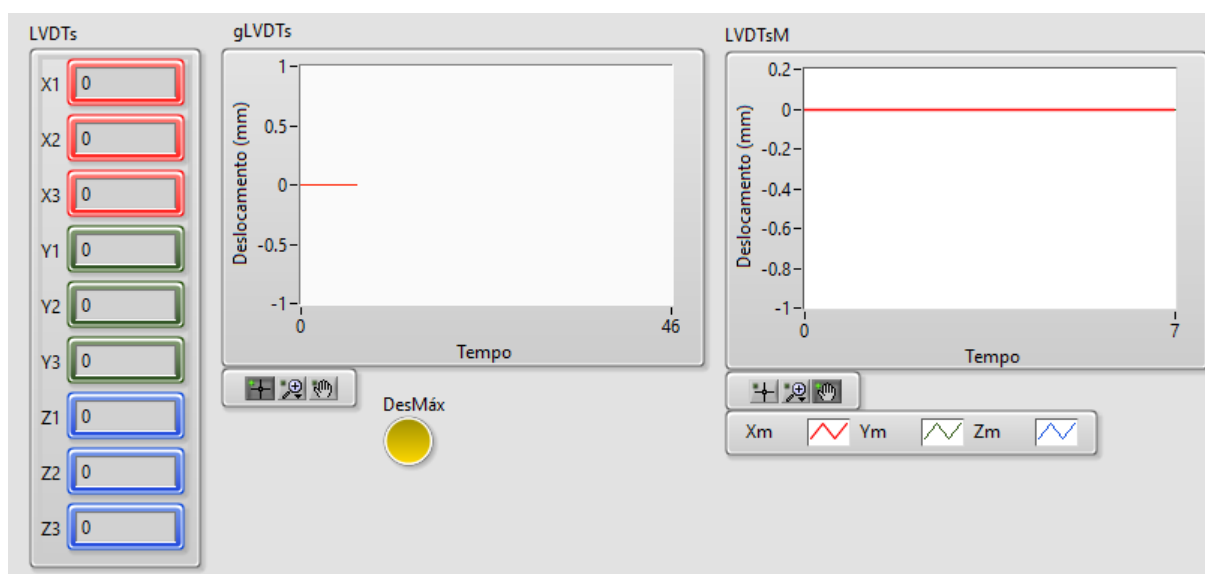 LVDTs
X1 0
X2 0
X3 0
Y1 0
Y2 0
Y3 0
Z1 0
Z2 0
Z3 0
gLVDTs
Deslocamento (mm)
1
0.5
0
-0.5
-1
0 46
Tempo
DesMáx
LVDTsM
Deslocamento (mm)
0.2
0
-0.2
-0.4
-0.6
-0.8
-1
0 7
Tempo
Xm Ym Zm